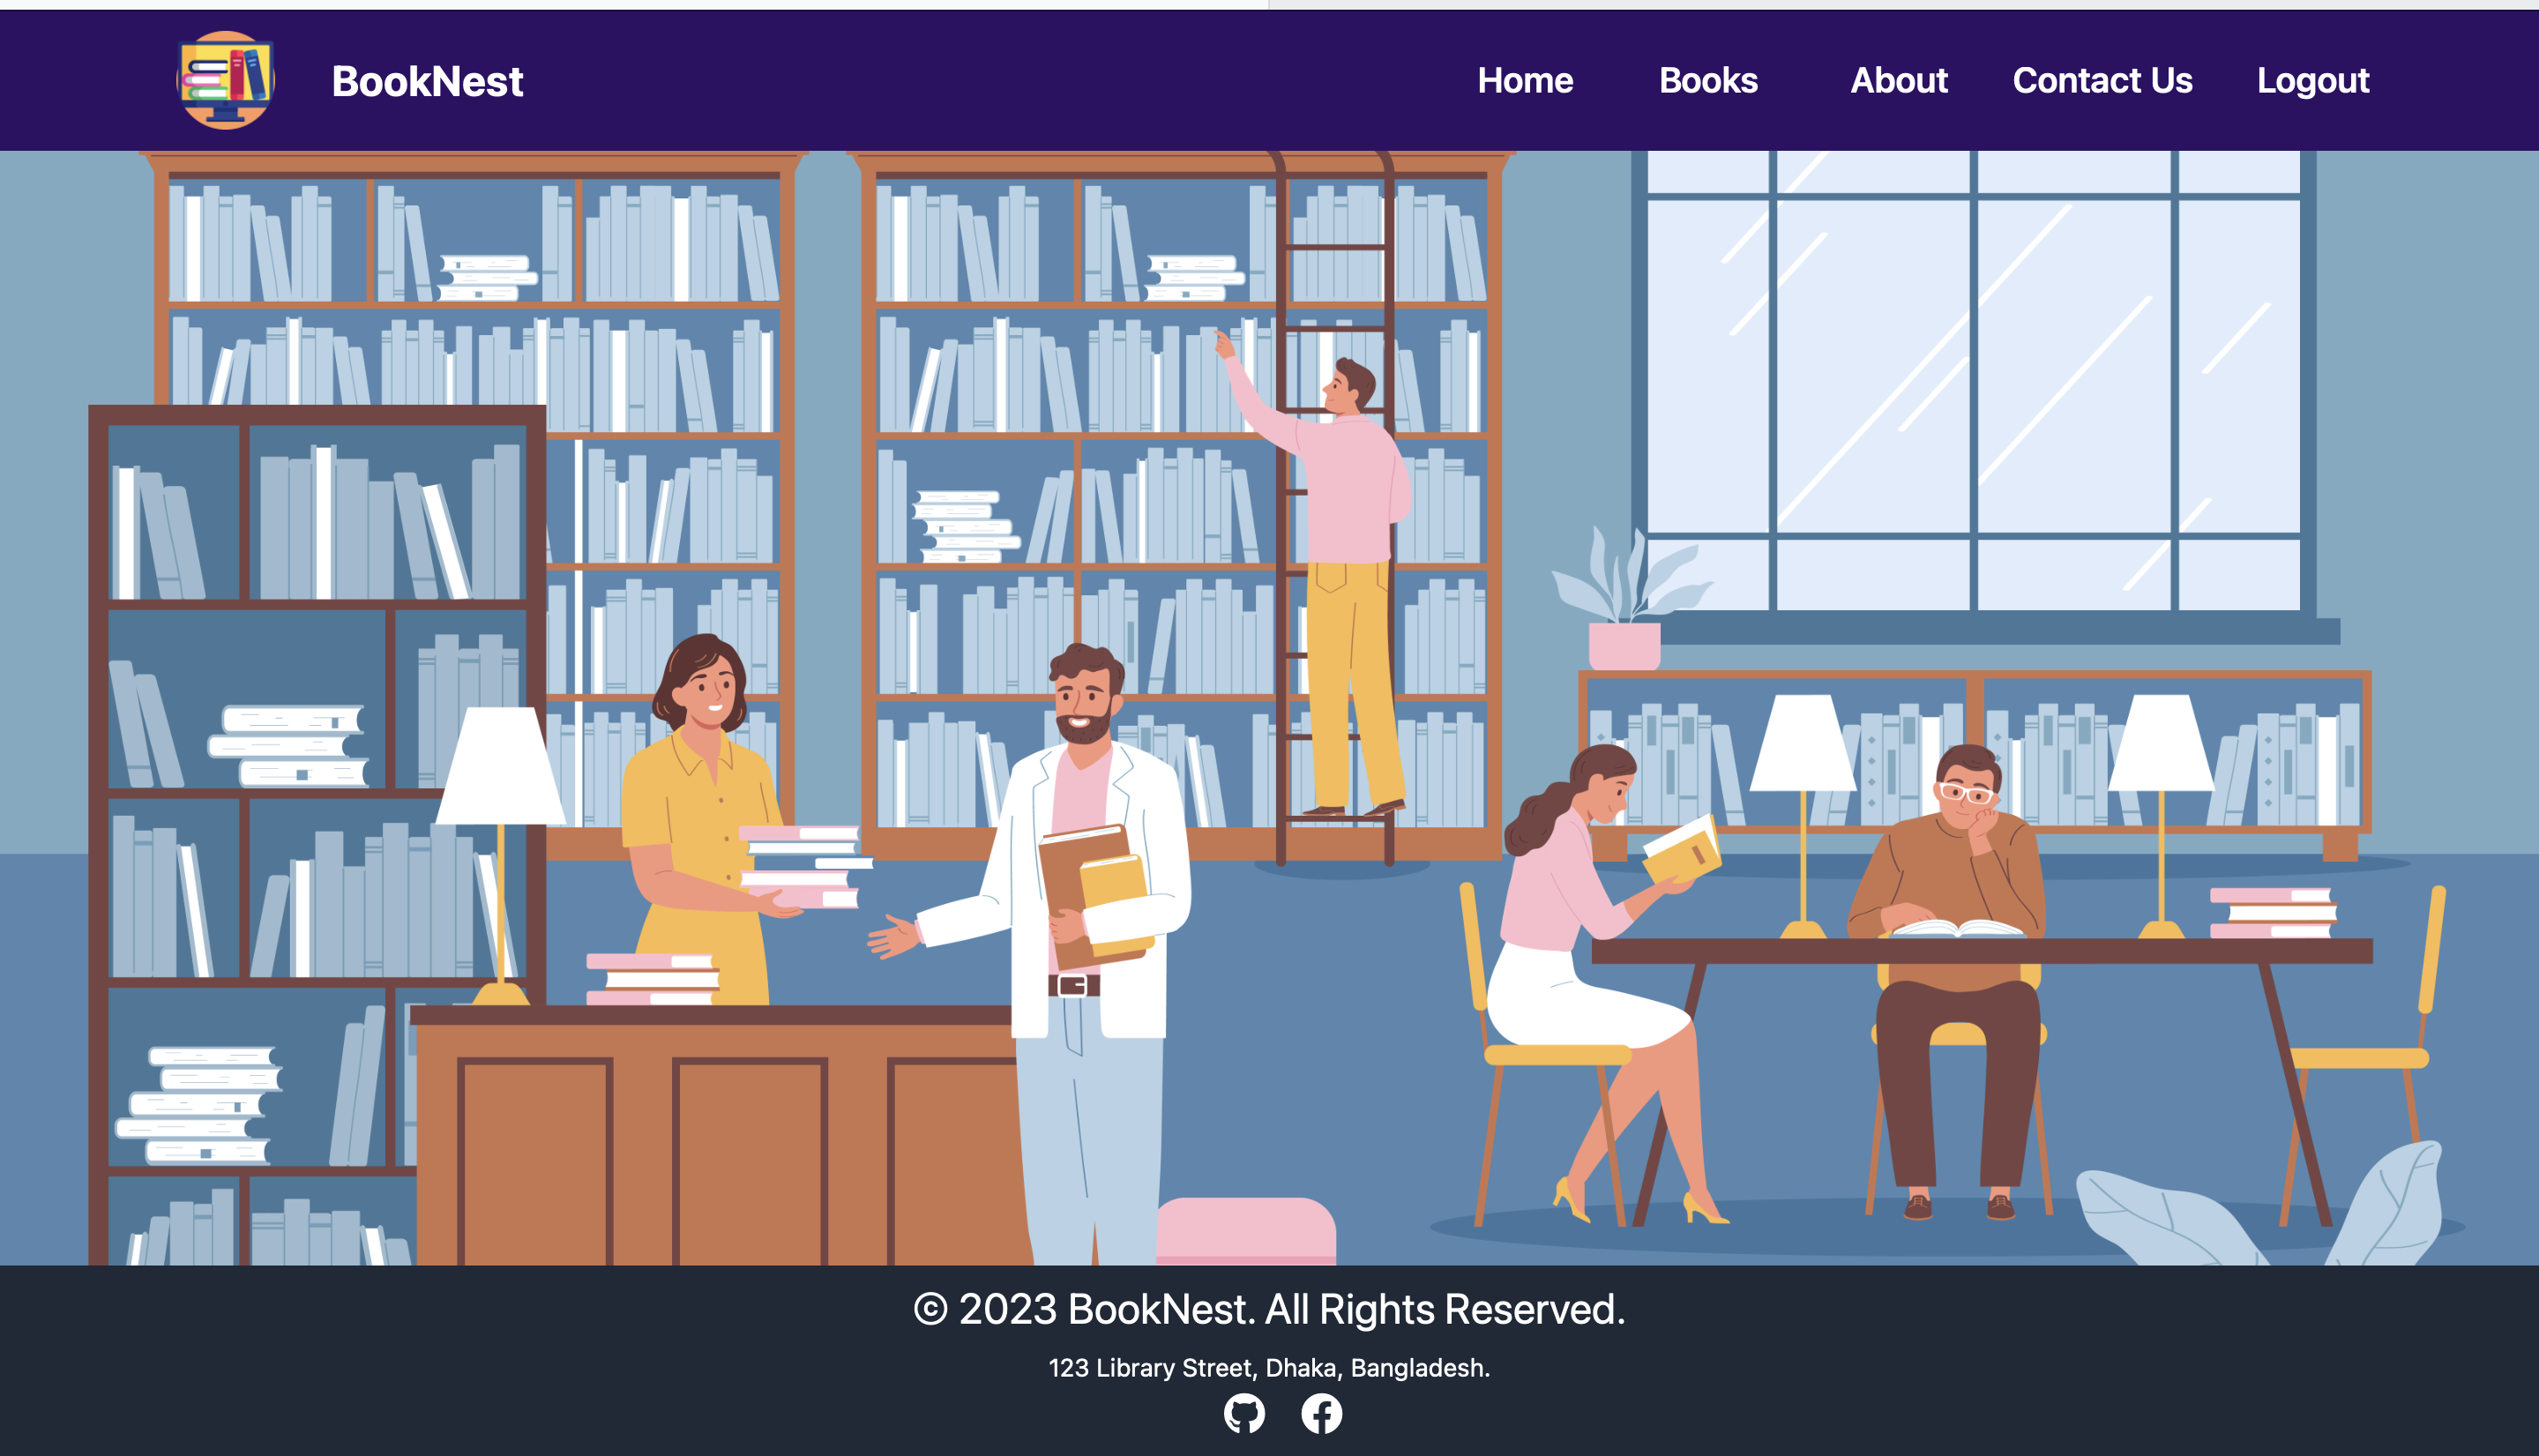 BookNest
Home Books About Contact Us Logout
© 2023 BookNest. All Rights Reserved.
123 Library Street, Dhaka, Bangladesh.